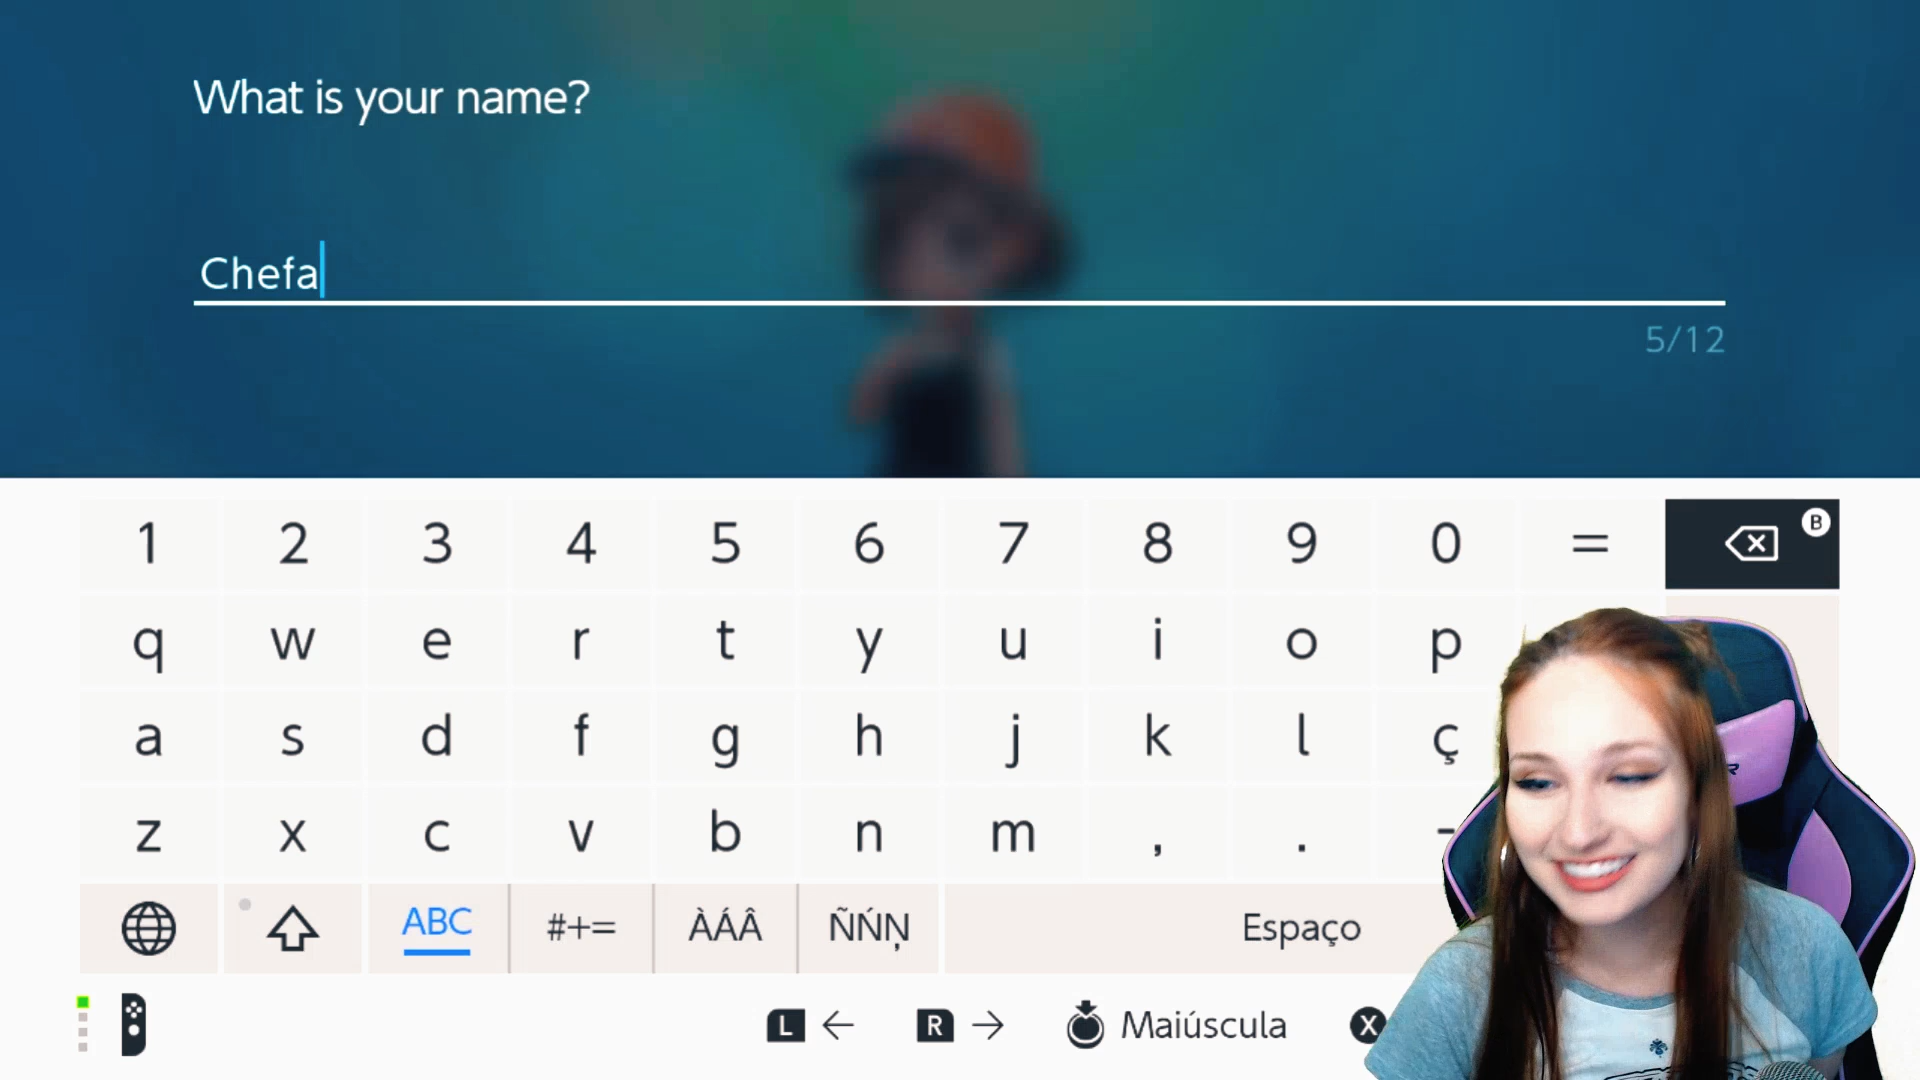 What is your name?
Chefa
5/12
1 2 3 4 5 6 7 8 9 0 = B
q w e r t y u i o p
a s d f g h j k l ç
z x c v b n m , . -
ABC #+= ÀÁÂ ÑŃŅ Espaço
L ← R → Maiúscula X